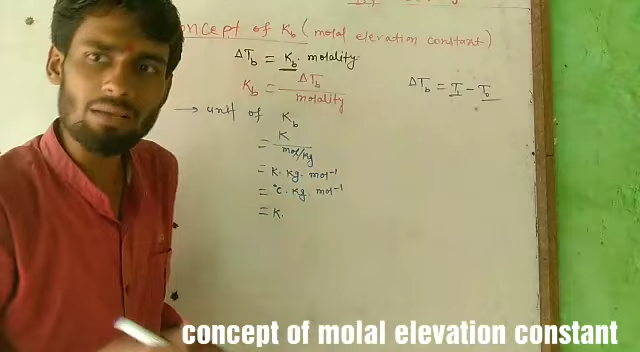 concept of Kb ( molal elevation constant)
ΔTb = Kb. molality
Kb = ΔTb / molality
ΔTb = T - To
→ unit of Kb
= K / mol/kg
= K. Kg. mol⁻¹
= °C. Kg. mol⁻¹
= K.
concept of molal elevation constant